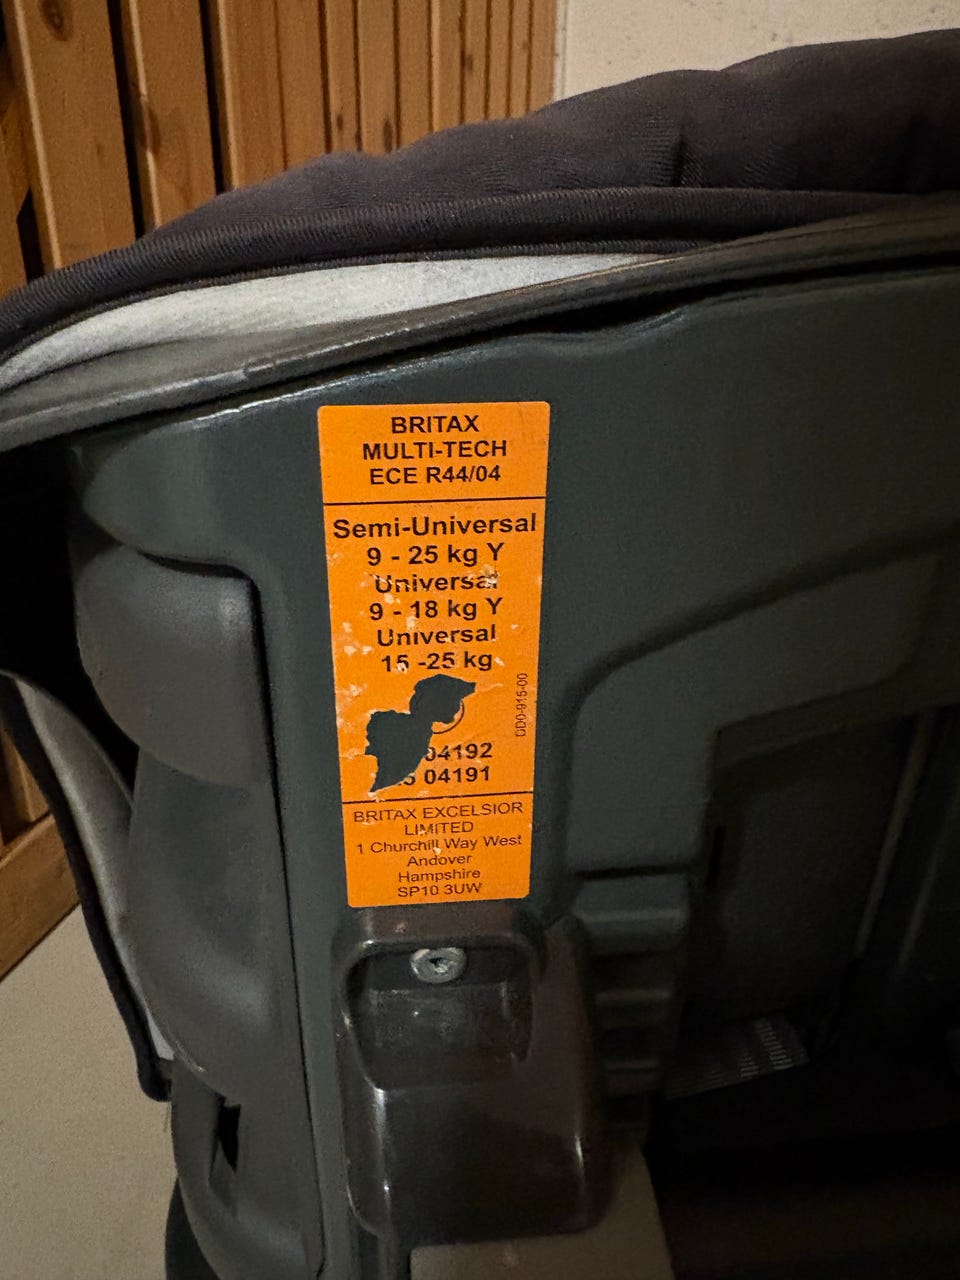 BRITAX
MULTI-TECH
ECE R44/04
Semi-Universal
9 - 25 kg Y
Universal
9 - 18 kg Y
Universal
15 -25 kg
DD0-915-00
04192
5 04191
BRITAX EXCELSIOR
LIMITED
1 Churchill Way West
Andover
Hampshire
SP10 3UW